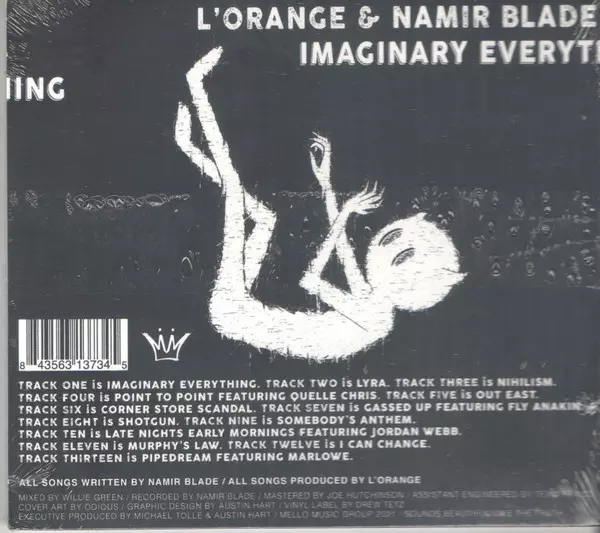 L'ORANGE & NAMIR BLADE
IMAGINARY EVERYT
IING
8 43563 13734 5
TRACK ONE iS IMAGINARY EVERYTHING. TRACK TWO iS LYRA. TRACK THREE iS NIHILISM.
TRACK FOUR iS POINT TO POINT FEATURING QUELLE CHRIS. TRACK FIVE iS OUT EAST.
TRACK SIX iS CORNER STORE SCANDAL. TRACK SEVEN iS GASSED UP FEATURING FLY ANAKIN
TRACK EIGHT iS SHOTGUN. TRACK NINE iS SOMEBODY'S ANTHEM.
TRACK TEN iS LATE NIGHTS EARLY MORNINGS FEATURING JORDAN WEBB.
TRACK ELEVEN iS MURPHY'S LAW. TRACK TWELVE iS I CAN CHANGE.
TRACK THIRTEEN iS PIPEDREAM FEATURING MARLOWE.
ALL SONGS WRITTEN BY NAMIR BLADE / ALL SONGS PRODUCED BY L'ORANGE
MIXED BY WILLIE GREEN / RECORDED BY NAMIR BLADE / MASTERED BY JOE HUTCHINSON / ASSISTANT ENGINEERED BY
COVER ART BY ODIOUS / GRAPHIC DESIGN BY AUSTIN HART / VINYL LABEL BY DREW TETZ
EXECUTIVE PRODUCED BY MICHAEL TOLLE & AUSTIN HART / MELLO MUSIC GROUP 2021 / SOUNDS BEAUTIFUL LIKE THE TRUTH